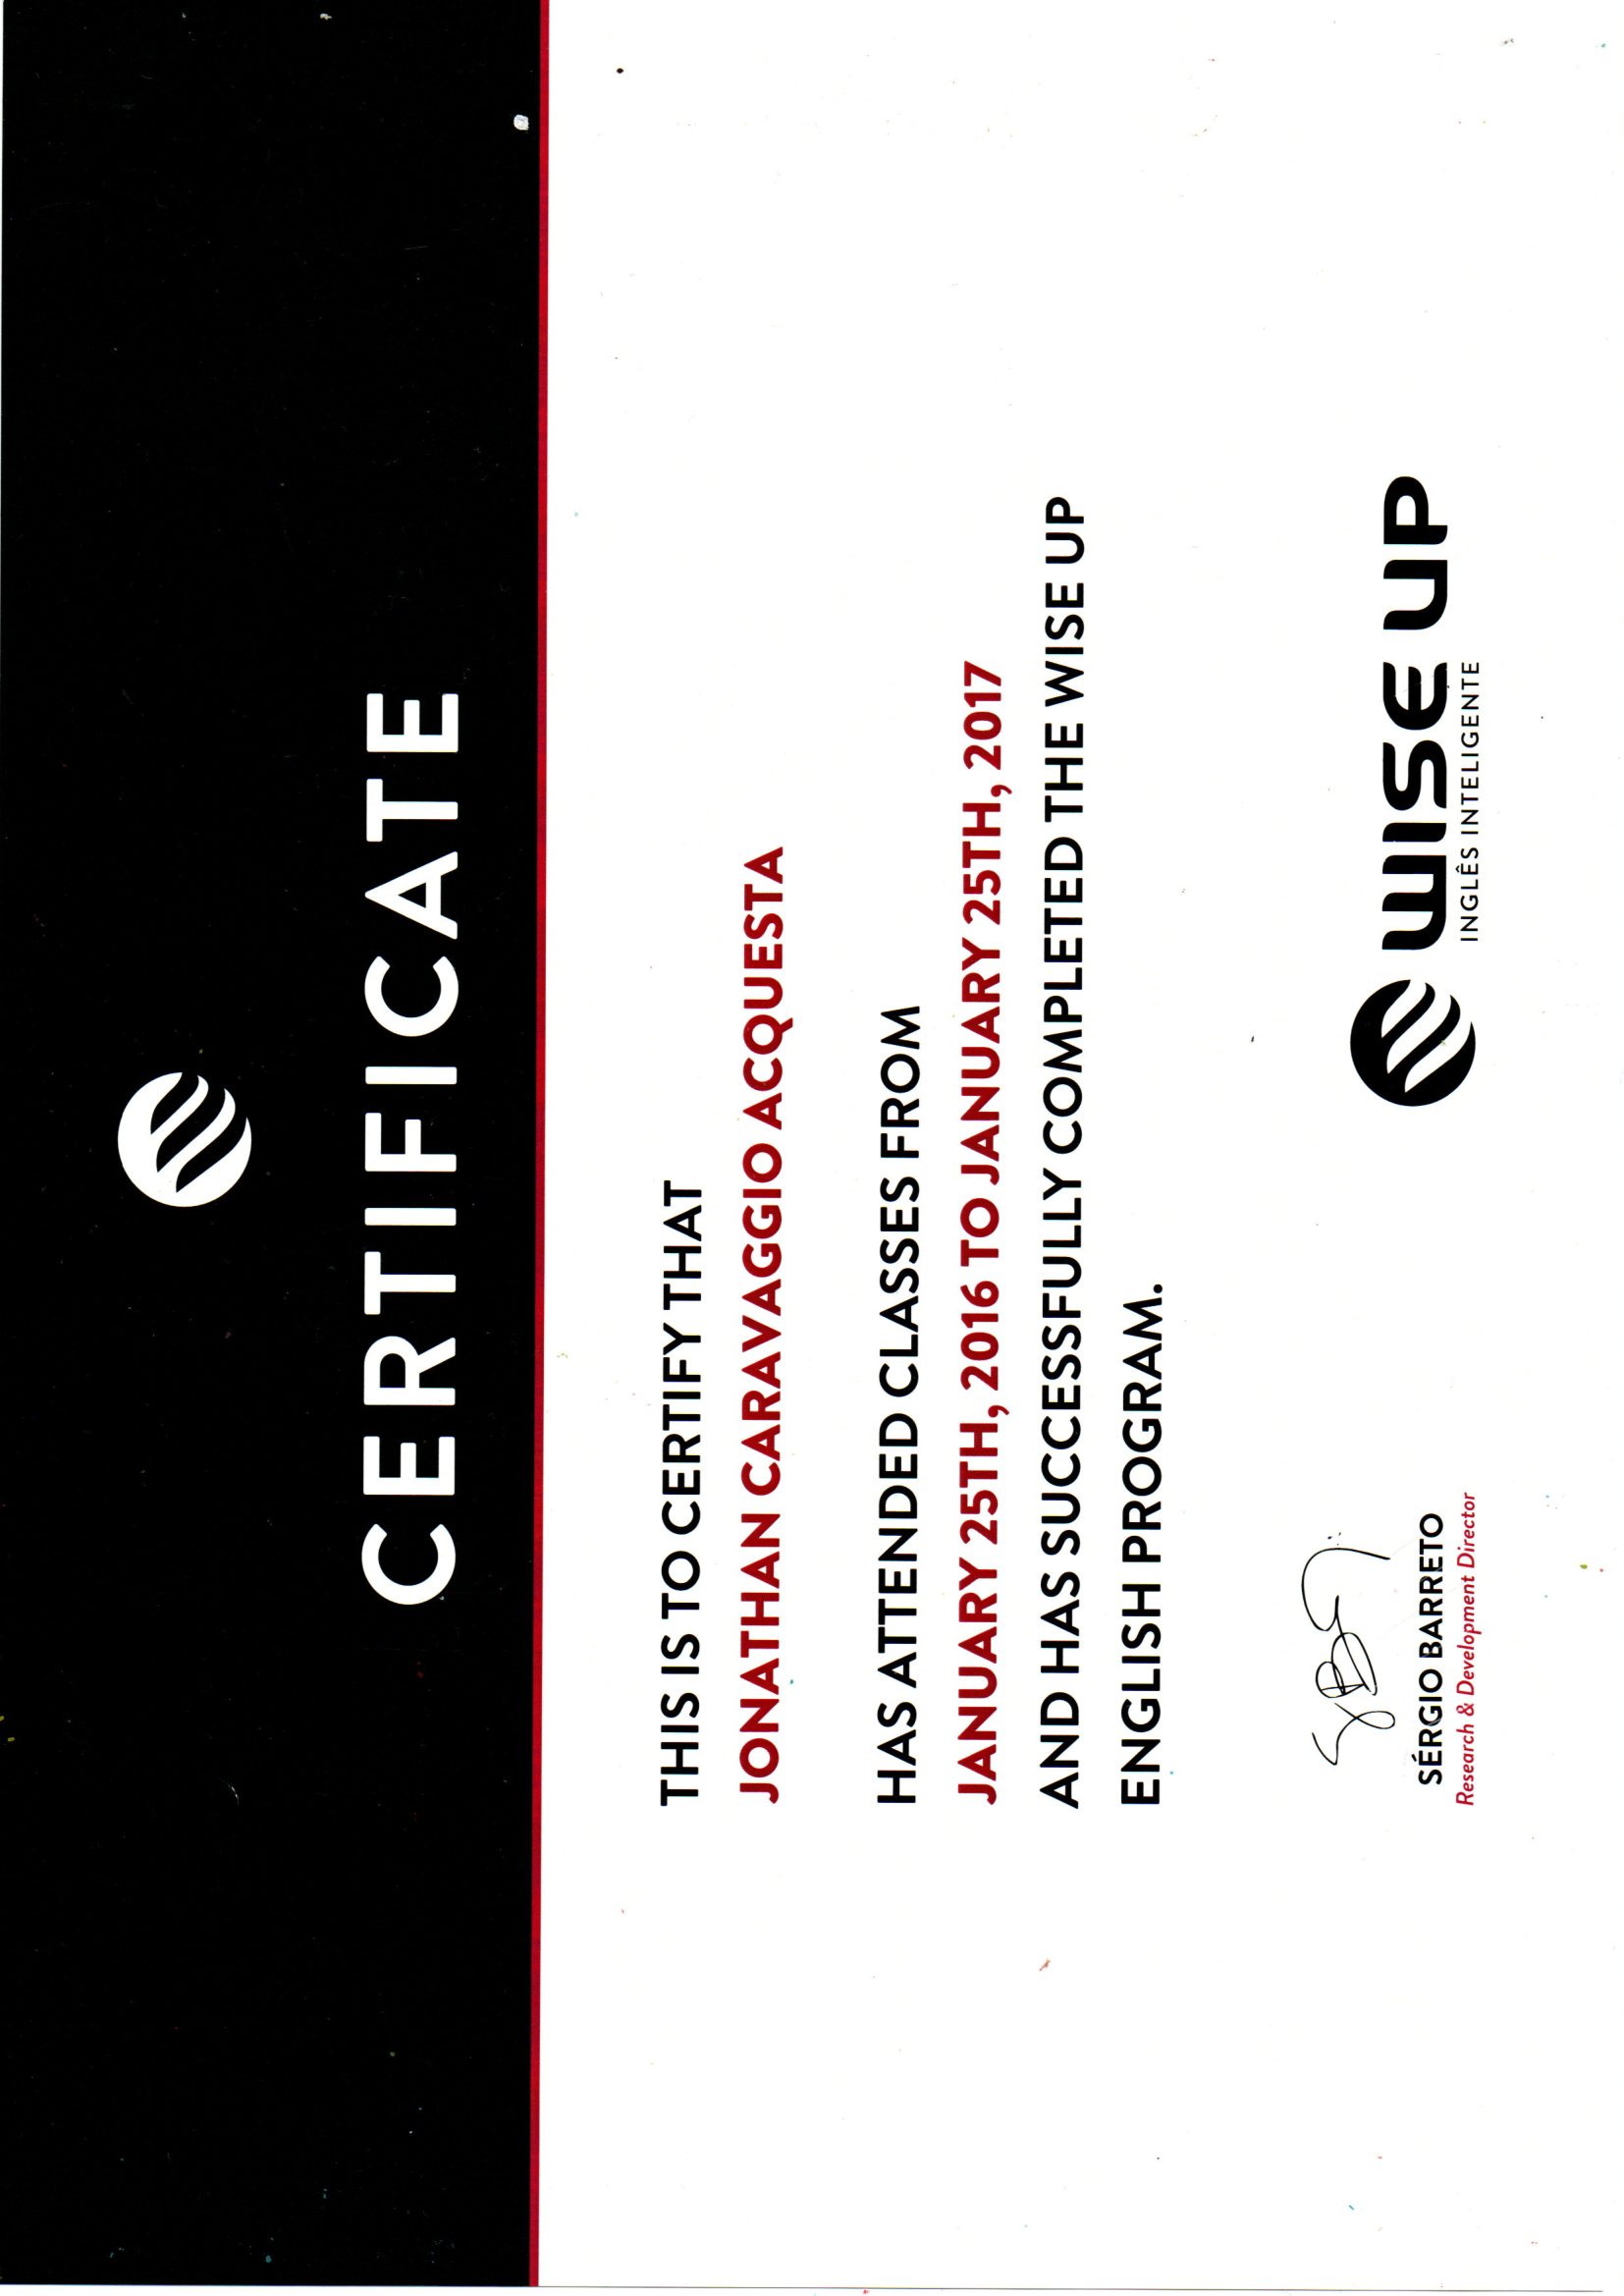 CERTIFICATE
THIS IS TO CERTIFY THAT
JONATHAN CARAVAGGIO ACQUESTA
HAS ATTENDED CLASSES FROM
JANUARY 25TH, 2016 TO JANUARY 25TH, 2017
AND HAS SUCCESSFULLY COMPLETED THE WISE UP
ENGLISH PROGRAM.
SÉRGIO BARRETO
Research & Development Director
WISE UP
INGLÊS INTELIGENTE